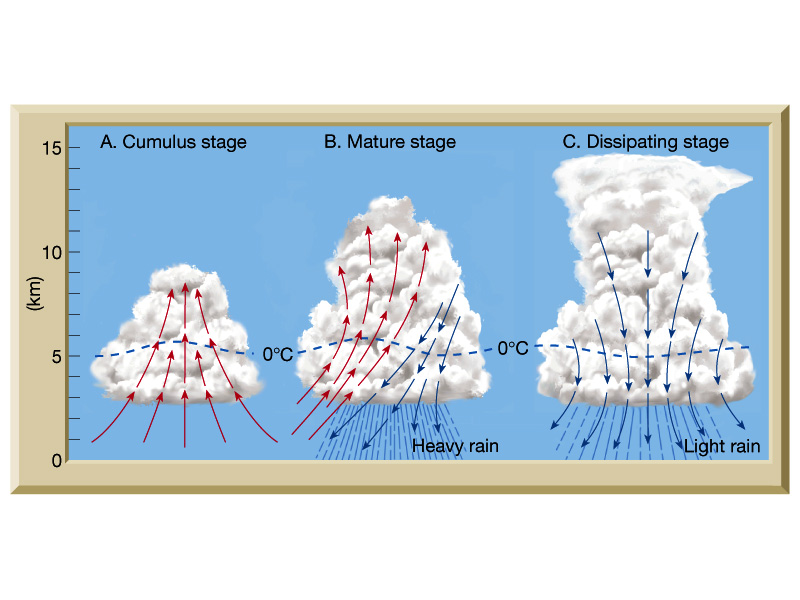 A. Cumulus stage
B. Mature stage
C. Dissipating stage
15
10
5
0
(km)
0°C
0°C
Heavy rain
Light rain